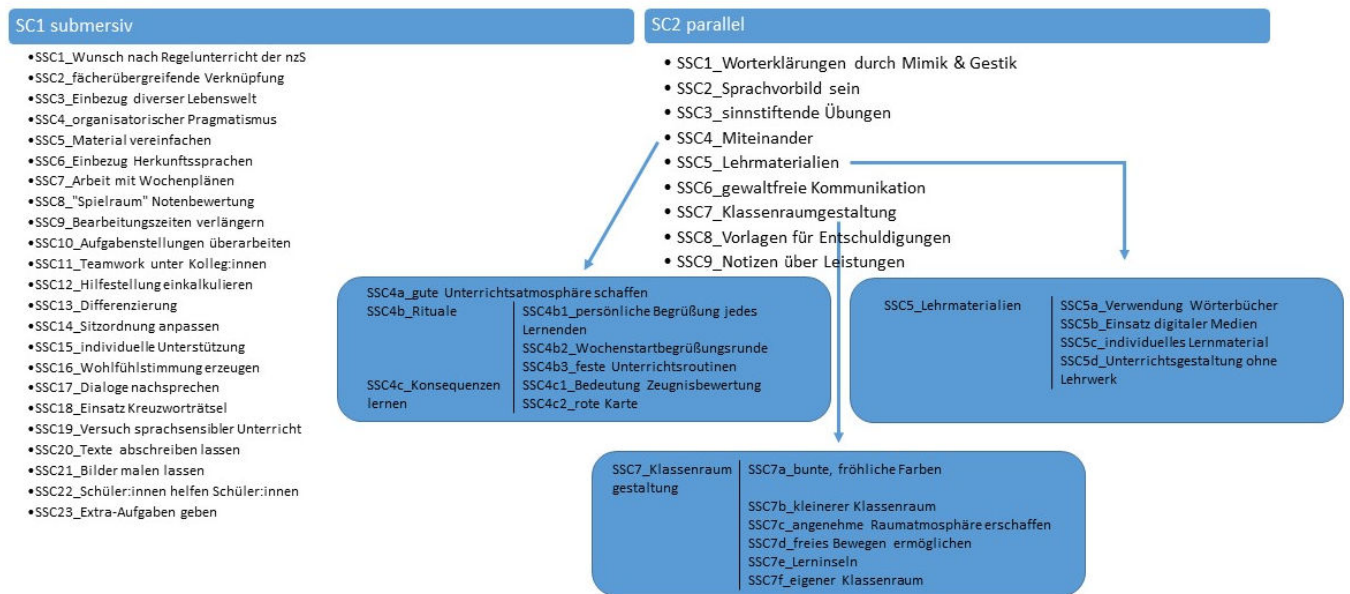 SC1 submersiv
•SSC1_Wunsch nach Regelunterricht der nzS
•SSC2_fächerübergreifende Verknüpfung
•SSC3_Einbezug diverser Lebenswelt
•SSC4_organisatorischer Pragmatismus
•SSC5_Material vereinfachen
•SSC6_Einbezug Herkunftssprachen
•SSC7_Arbeit mit Wochenplänen
•SSC8_"Spielraum" Notenbewertung
•SSC9_Bearbeitungszeiten verlängern
•SSC10_Aufgabenstellungen überarbeiten
•SSC11_Teamwork unter Kolleg:innen
•SSC12_Hilfestellung einkalkulieren
•SSC13_Differenzierung
•SSC14_Sitzordnung anpassen
•SSC15_individuelle Unterstützung
•SSC16_Wohlfühlstimmung erzeugen
•SSC17_Dialoge nachsprechen
•SSC18_Einsatz Kreuzworträtsel
•SSC19_Versuch sprachsensibler Unterricht
•SSC20_Texte abschreiben lassen
•SSC21_Bilder malen lassen
•SSC22_Schüler:innen helfen Schüler:innen
•SSC23_Extra-Aufgaben geben
SC2 parallel
• SSC1_Worterklärungen durch Mimik & Gestik
• SSC2_Sprachvorbild sein
• SSC3_sinnstiftende Übungen
• SSC4_Miteinander
• SSC5_Lehrmaterialien
• SSC6_gewaltfreie Kommunikation
• SSC7_Klassenraumgestaltung
• SSC8_Vorlagen für Entschuldigungen
• SSC9_Notizen über Leistungen
SSC4a_gute Unterrichtsatmosphäre schaffen
SSC4b_Rituale
SSC4b1_persönliche Begrüßung jedes
Lernenden
SSC4b2_Wochenstartbegrüßungsrunde
SSC4b3_feste Unterrichtsroutinen
SSC4c_Konsequenzen
lernen
SSC4c1_Bedeutung Zeugnisbewertung
SSC4c2_rote Karte
SSC5_Lehrmaterialien
SSC5a_Verwendung Wörterbücher
SSC5b_Einsatz digitaler Medien
SSC5c_individuelles Lernmaterial
SSC5d_Unterrichtsgestaltung ohne
Lehrwerk
SSC7_Klassenraum
gestaltung
SSC7a_bunte, fröhliche Farben
SSC7b_kleinerer Klassenraum
SSC7c_angenehme Raumatmosphäre erschaffen
SSC7d_freies Bewegen ermöglichen
SSC7e_Lerninseln
SSC7f_eigener Klassenraum